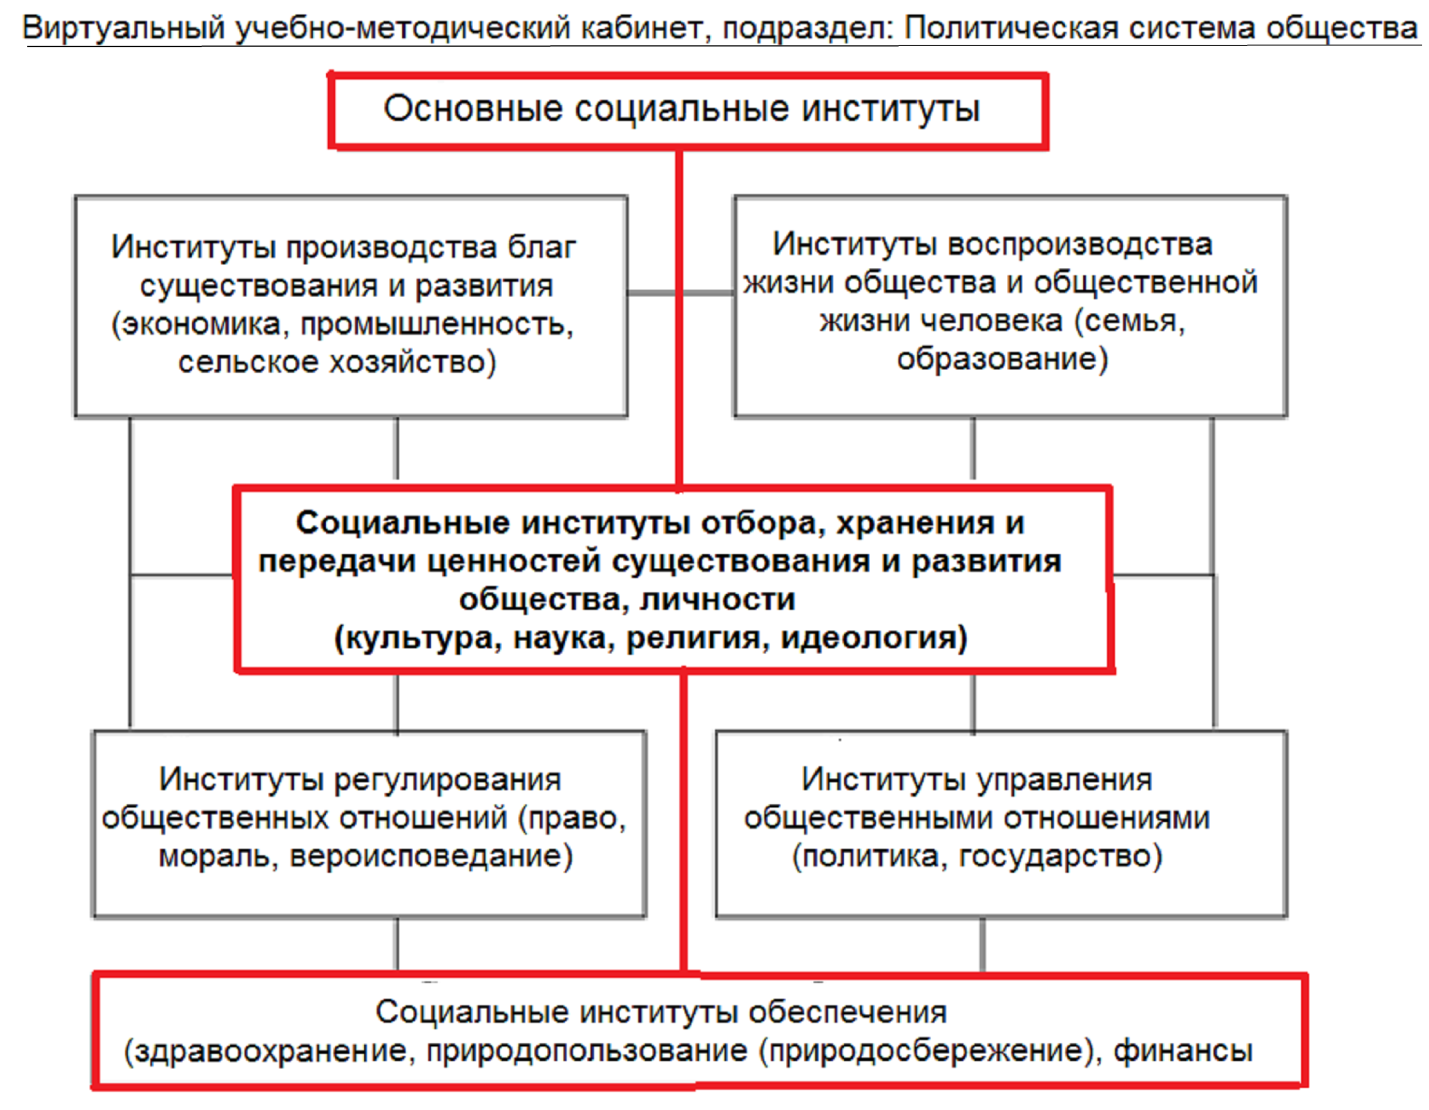 Виртуальный учебно-методический кабинет, подраздел: Политическая система общества
Основные социальные институты
Институты производства благ
существования и развития
(экономика, промышленность,
сельское хозяйство)
Институты воспроизводства
жизни общества и общественной
жизни человека (семья,
образование)
Социальные институты отбора, хранения и
передачи ценностей существования и развития
общества, личности
(культура, наука, религия, идеология)
Институты регулирования
общественных отношений (право,
мораль, вероисповедание)
Институты управления
общественными отношениями
(политика, государство)
Социальные институты обеспечения
(здравоохранение, природопользование (природосбережение), финансы